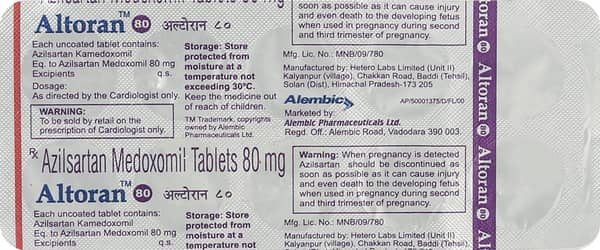 Azilsartan Medoxomil Tablets 80 mg
Altoran™ 80 अल्टोरान ८०
Each uncoated tablet contains:
Azilsartan Kamedoxomil
Eq. to Azilsartan Medoxomil 80 mg
Excipients q.s.
Dosage:
As directed by the Cardiologist only.
WARNING:
To be sold by retail on the
prescription of Cardiologist only.
Storage: Store
protected from
moisture at a
temperature not
exceeding 30°C.
Keep the medicine out
of reach of children.
TM Trademark, copyrights
owned by Alembic
Pharmaceuticals Ltd.
soon as possible as it can cause injury
and even death to the developing fetus
when used in pregnancy during second
and third trimester of pregnancy.
Mfg. Lic. No.: MNB/09/780
Manufactured by: Hetero Labs Limited (Unit II)
Kalyanpur (village), Chakkan Road, Baddi (Tehsil),
Solan (Dist), Himachal Pradesh-173 205
Alembic AP/50001375/D/FL/00
Marketed by:
Alembic Pharmaceuticals Ltd.
Regd. Off.: Alembic Road, Vadodara 390 003.
Rx Azilsartan Medoxomil Tablets 80 mg
Altoran™ 80 अल्टोरान ८०
Each uncoated tablet contains:
Azilsartan Kamedoxomil
Eq. to Azilsartan Medoxomil 80 mg
Excipients q.s.
Storage: Store
protected from
moisture at a
temperature not
Warning: When pregnancy is detected
Azilsartan should be discontinued as
soon as possible as it can cause injury
and even death to the developing fetus
when used in pregnancy during second
and third trimester of pregnancy.
Mfg. Lic. No.: MNB/09/780
Manufactured by: Hetero Labs Limited (Unit II)
Kalyanpur (village), Chakkan Road, Baddi (Tehsil),
Altoran 80 Altoran 80 Altoran 80 Altoran